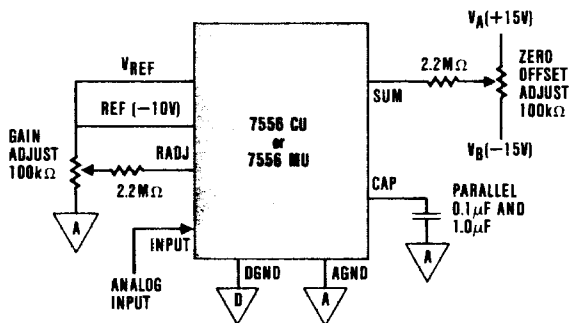 VREF
REF (−10V)
GAIN
ADJUST
100kΩ
RADJ
2.2MΩ
A
INPUT
ANALOG
INPUT
7556 CU
or
7556 MU
DGND
D
AGND
A
SUM
2.2MΩ
VA(+15V)
ZERO
OFFSET
ADJUST
100kΩ
VB(−15V)
CAP
PARALLEL
0.1μF AND
1.0μF
A